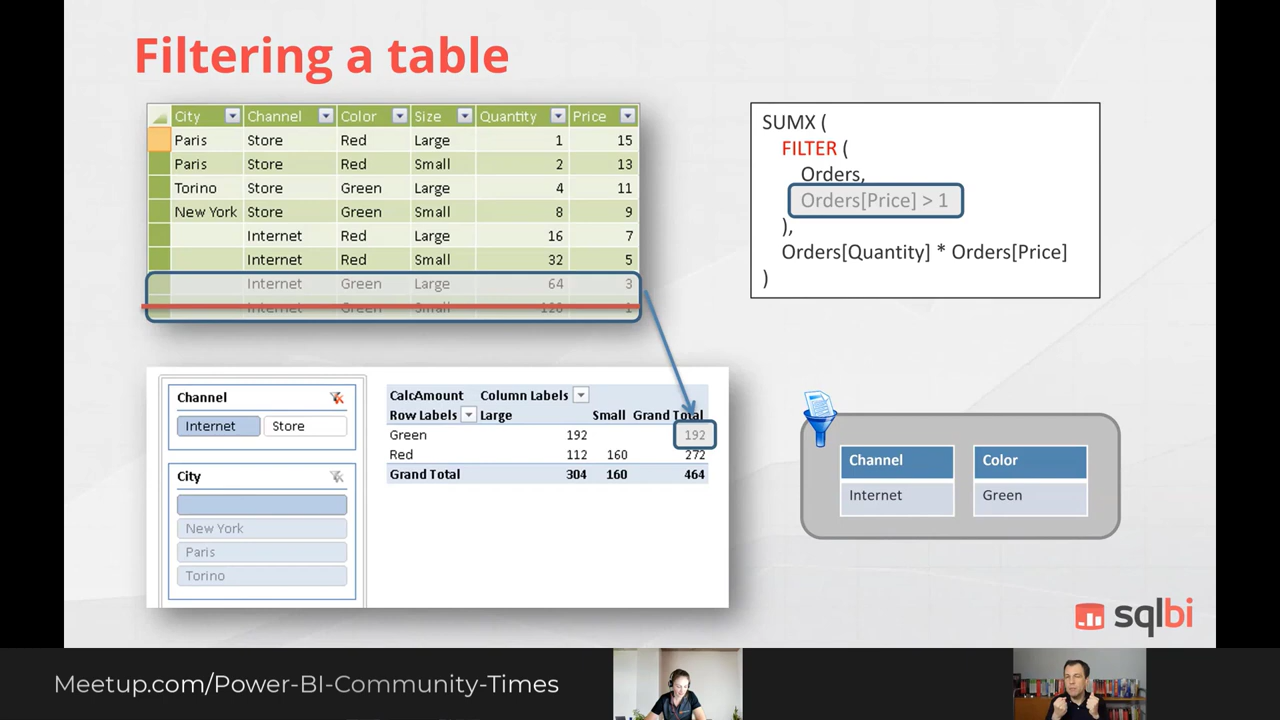 Filtering a table
City Channel Color Size Quantity Price
Paris Store Red Large 1 15
Paris Store Red Small 2 13
Torino Store Green Large 4 11
New York Store Green Small 8 9
Internet Red Large 16 7
Internet Red Small 32 5
Internet Green Large 64 3
Internet Green Small 128 1
SUMX (
FILTER (
Orders,
Orders[Price] > 1
),
Orders[Quantity] * Orders[Price]
)
Channel
Internet Store
City
New York
Paris
Torino
CalcAmount Column Labels
Row Labels Large Small Grand Total
Green 192 192
Red 112 160 272
Grand Total 304 160 464
Channel Color
Internet Green
sqlbi
Meetup.com/Power-BI-Community-Times